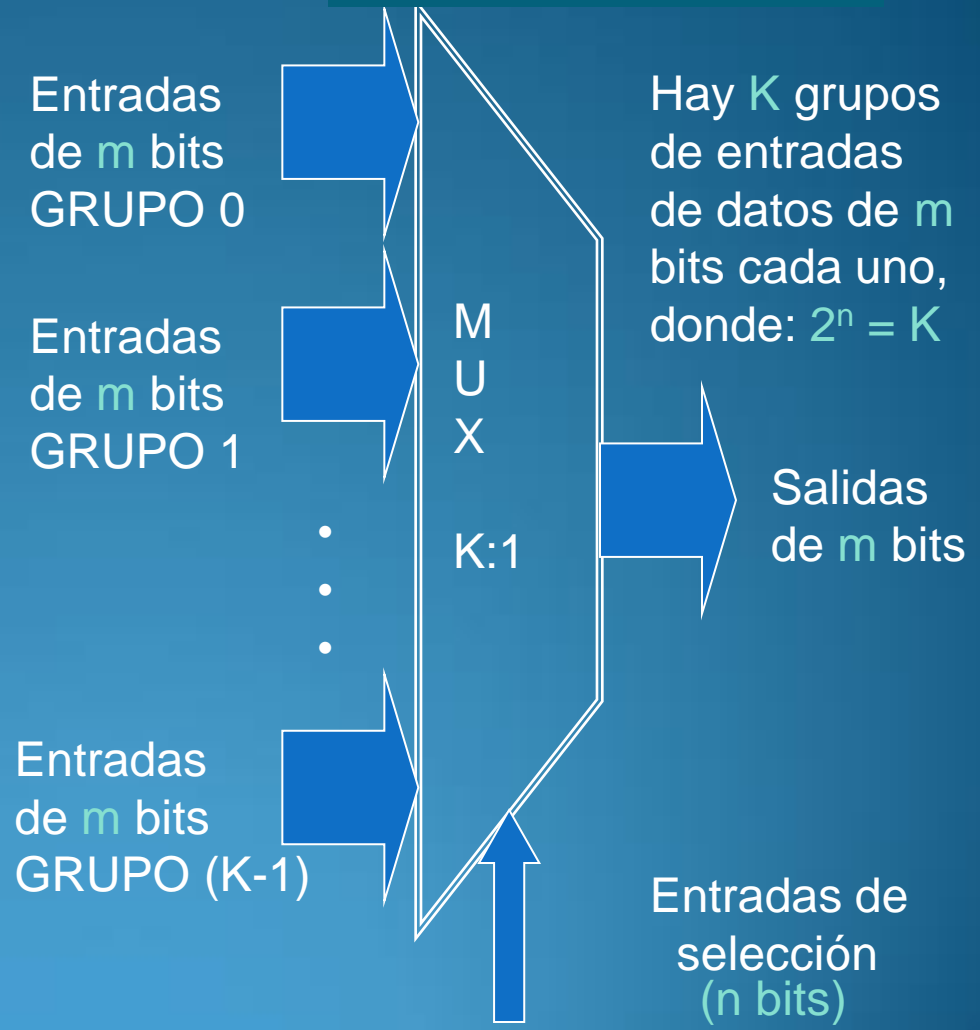 Entradas
de m bits
GRUPO 0
Entradas
de m bits
GRUPO 1
.
.
.
Entradas
de m bits
GRUPO (K-1)
M
U
X
K:1
Hay K grupos
de entradas
de datos de m
bits cada uno,
donde: 2ⁿ = K
Salidas
de m bits
Entradas de
selección
(n bits)